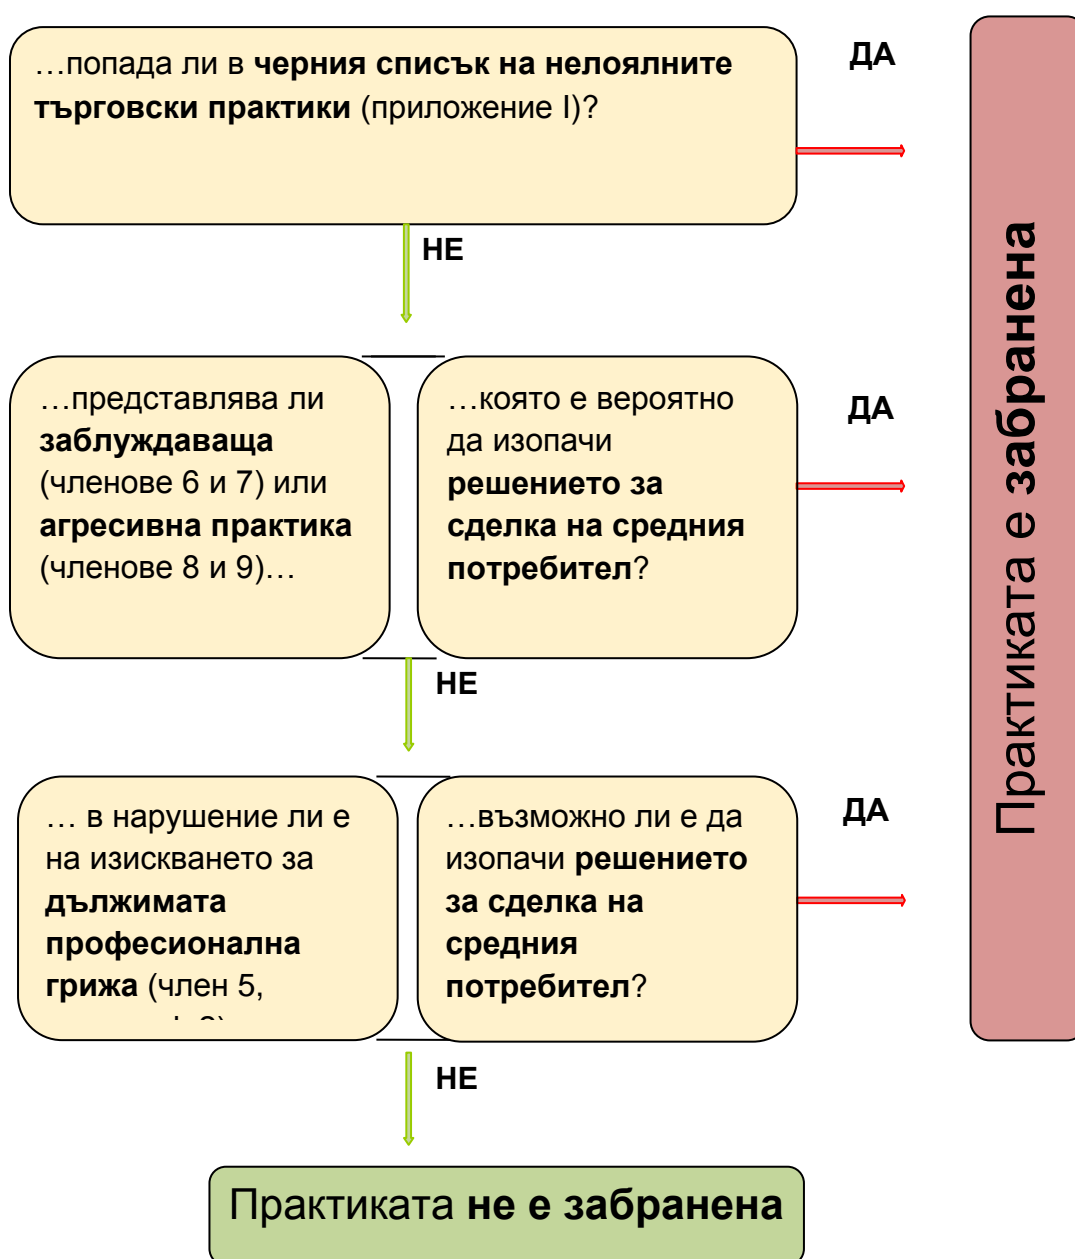 …попада ли в черния списък на нелоялните
търговски практики (приложение I)?
ДА
НЕ
…представлява ли
заблуждаваща
(членове 6 и 7) или
агресивна практика
(членове 8 и 9)…
…която е вероятно
да изопачи
решението за
сделка на средния
потребител?
ДА
НЕ
… в нарушение ли е
на изискването за
дължимата
професионална
грижа (член 5,
…възможно ли е да
изопачи решението
за сделка на
средния
потребител?
ДА
НЕ
Практиката не е забранена
Практиката е забранена